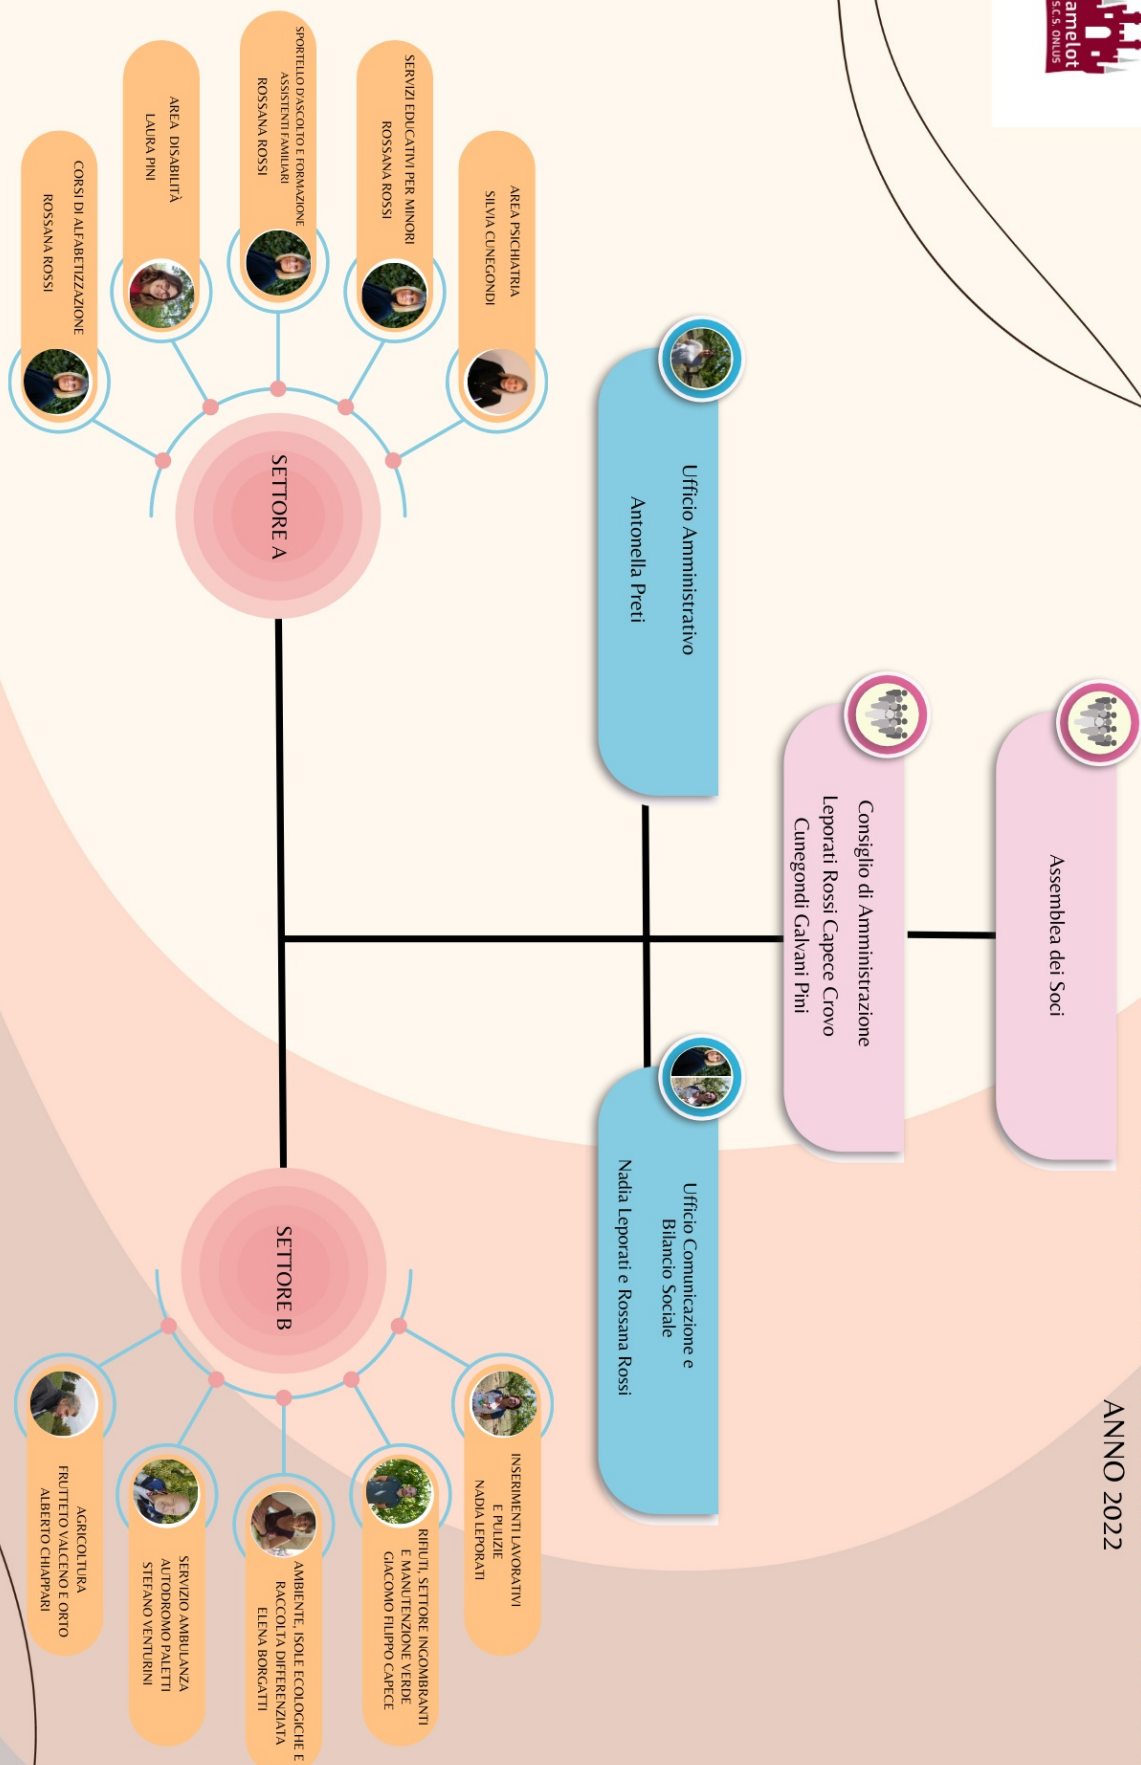 amelot
S.C.S. ONLUS
ANNO 2022
Assemblea dei Soci
Consiglio di Amministrazione
Leporati Rossi Capece Crovo
Cunegondi Galvani Pini
Ufficio Amministrativo
Antonella Preti
Ufficio Comunicazione e
Bilancio Sociale
Nadia Leporati e Rossana Rossi
SETTORE A
AREA PSICHIATRIA
SILVIA CUNEGONDI
SERVIZI EDUCATIVI PER MINORI
ROSSANA ROSSI
SPORTELLO D'ASCOLTO E FORMAZIONE
ASSISTENTI FAMILIARI
ROSSANA ROSSI
AREA DISABILITÀ
LAURA PINI
CORSI DI ALFABETIZZAZIONE
ROSSANA ROSSI
SETTORE B
INSERIMENTI LAVORATIVI
E PULIZIE
NADIA LEPORATI
RIFIUTI, SETTORE INGOMBRANTI
E MANUTENZIONE VERDE
GIACOMO FILIPPO CAPECE
AMBIENTE, ISOLE ECOLOGICHE E
RACCOLTA DIFFERENZIATA
ELENA BORGATTI
SERVIZIO AMBULANZA
AUTODROMO PALETTI
STEFANO VENTURINI
AGRICOLTURA
FRUTTETO VALCENO E ORTO
ALBERTO CHIAPPARI